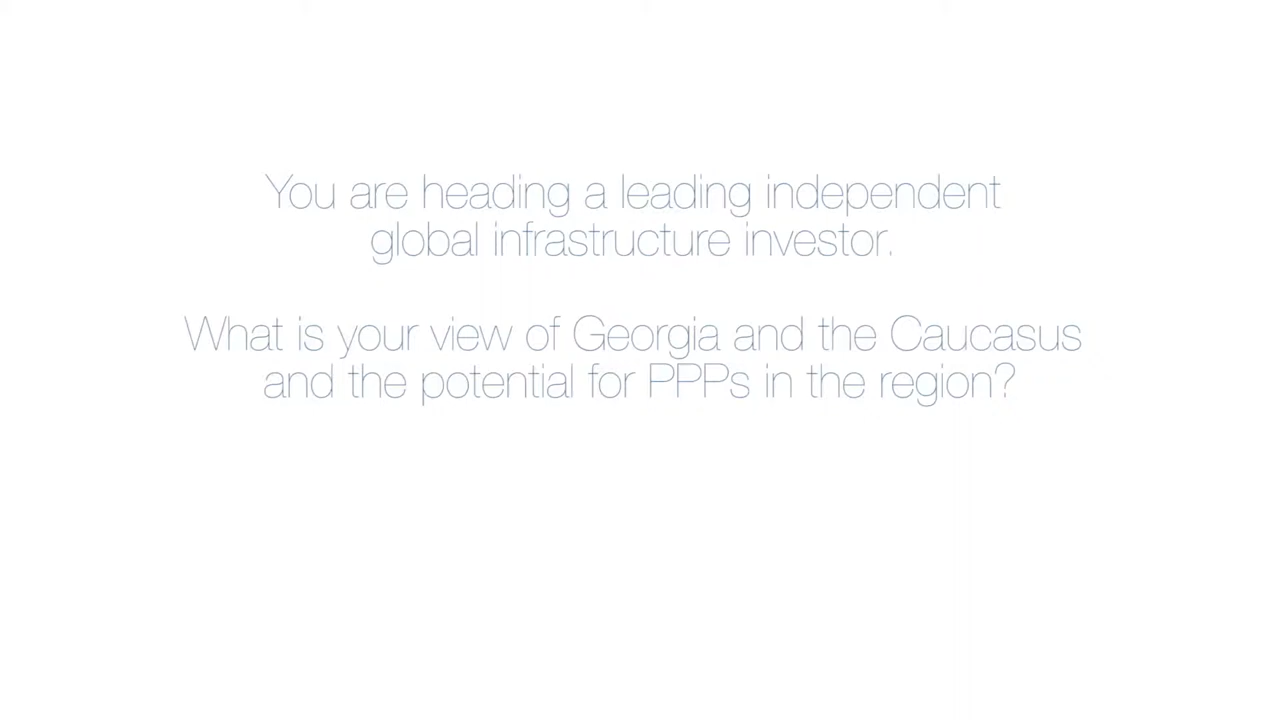 You are heading a leading independent
global infrastructure investor.
What is your view of Georgia and the Caucasus
and the potential for PPPs in the region?